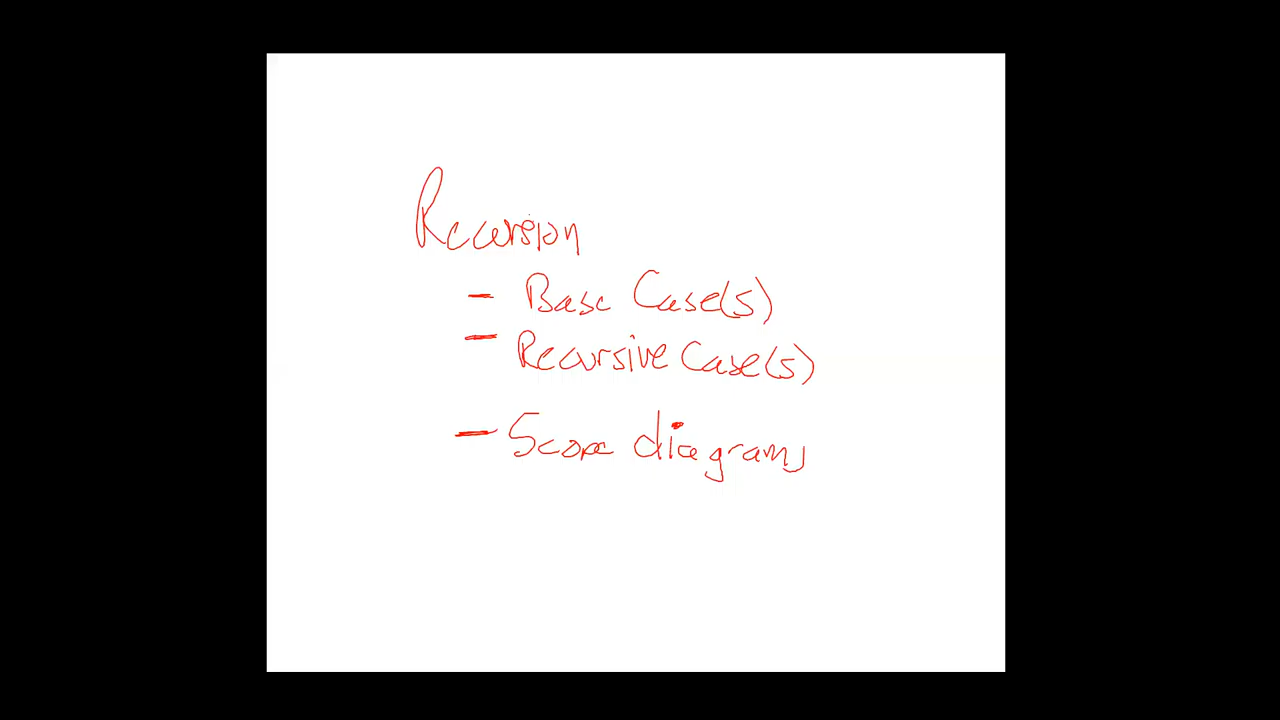 Recursion
- Base Case(s)
- Recursive Case(s)
- Scope diagrams